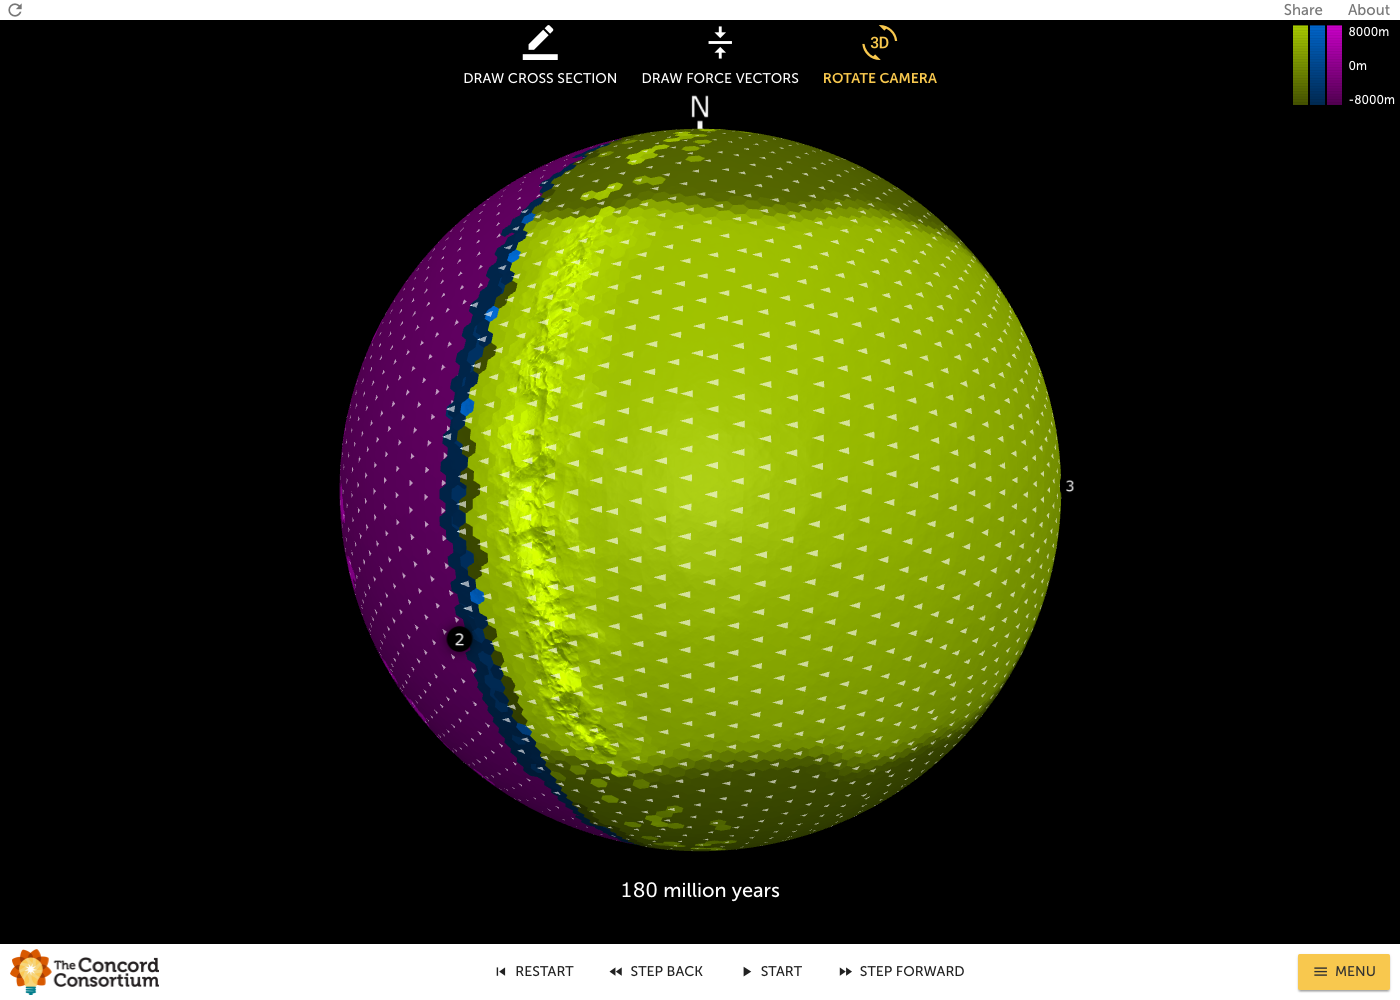 Share About
8000m
0m
-8000m
DRAW CROSS SECTION DRAW FORCE VECTORS ROTATE CAMERA
3D
N
3
2
180 million years
The Concord Consortium
RESTART STEP BACK START STEP FORWARD
MENU